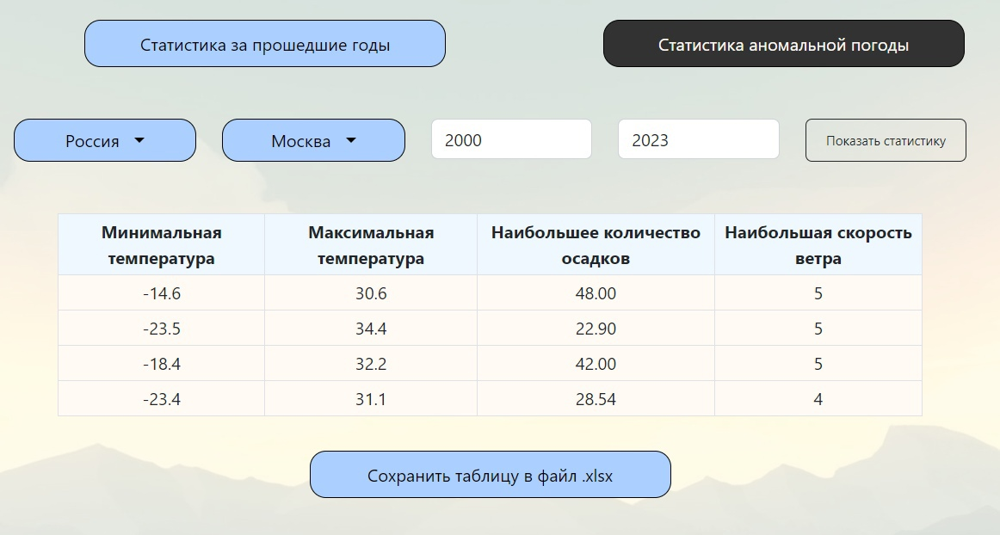 Статистика за прошедшие годы
Статистика аномальной погоды
Россия
Москва
2000
2023
Показать статистику
Минимальная температура
Максимальная температура
Наибольшее количество осадков
Наибольшая скорость ветра
-14.6 30.6 48.00 5
-23.5 34.4 22.90 5
-18.4 32.2 42.00 5
-23.4 31.1 28.54 4
Сохранить таблицу в файл .xlsx